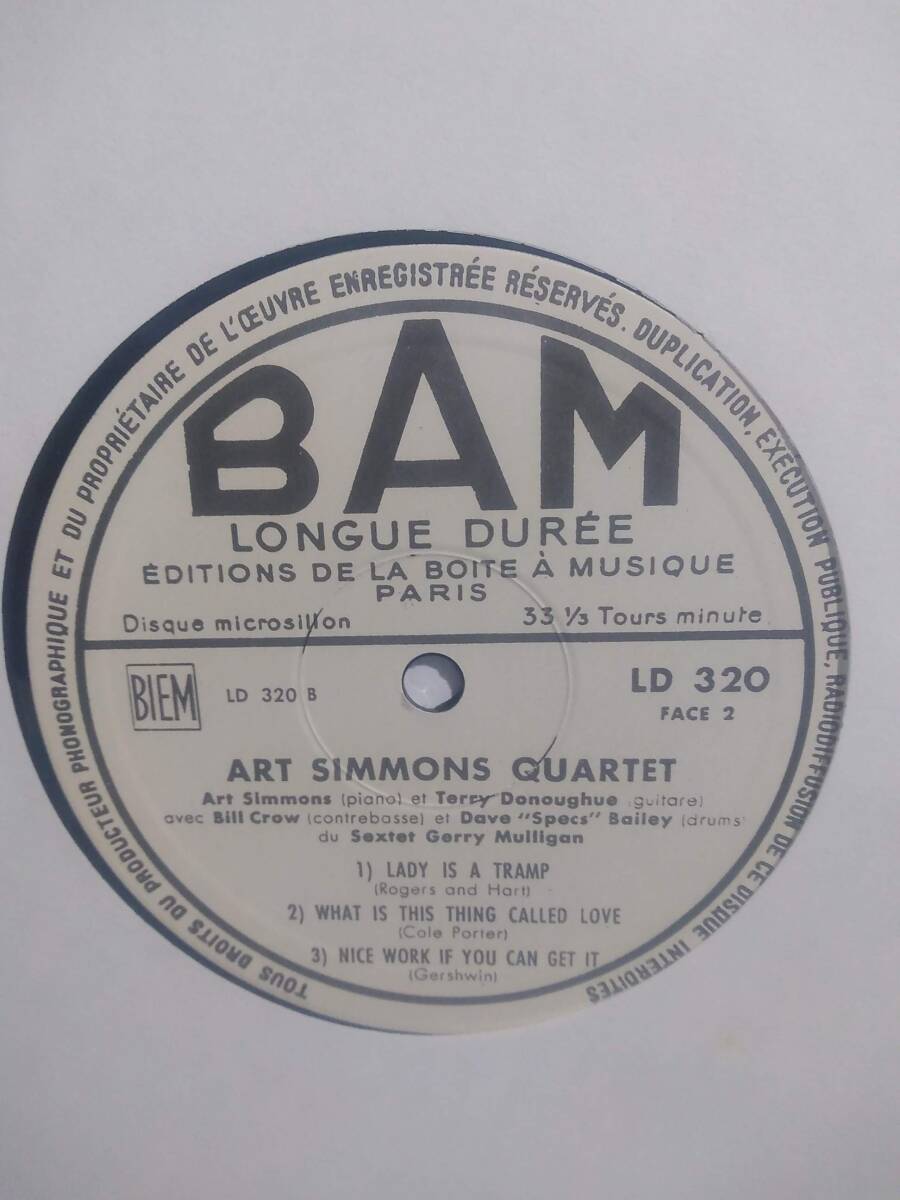 TOUS DROITS DU PRODUCTEUR PHONOGRAPHIQUE ET DU PROPRIÉTAIRE DE L'ŒUVRE ENREGISTRÉE RÉSERVÉS. DUPLICATION, EXÉCUTION PUBLIQUE, RADIODIFFUSION DE CE DISQUE INTERDITES
BAM
LONGUE DURÉE
ÉDITIONS DE LA BOITE À MUSIQUE
PARIS
Disque microsillon 33 1/3 Tours minute
BIEM LD 320 B LD 320
FACE 2
ART SIMMONS QUARTET
Art Simmons (piano) et Terry Donoughue (guitare)
avec Bill Crow (contrebasse) et Dave "Specs" Bailey (drums
du Sextet Gerry Mulligan
1) LADY IS A TRAMP
(Rogers and Hart)
2) WHAT IS THIS THING CALLED LOVE
(Cole Porter)
3) NICE WORK IF YOU CAN GET IT
(Gershwin)